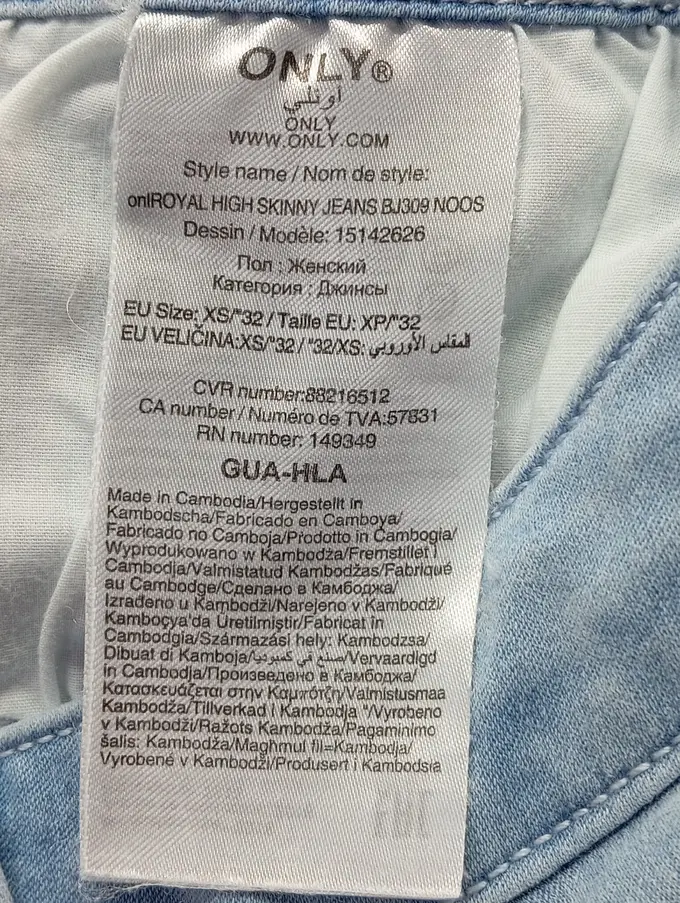 ONLY®
أونلي
ONLY
WWW.ONLY.COM
Style name / Nom de style:
onlROYAL HIGH SKINNY JEANS BJ309 NOOS
Dessin / Modèle: 15142626
Пол : Женский
Категория : Джинсы
EU Size: XS/"32 / Taille EU: XP/"32
EU VELIČINA:XS/"32 / "32/XS: المقاس الأوروبي
CVR number:88216512
CA number / Numéro de TVA:57831
RN number: 149349
GUA-HLA
Made in Cambodia/Hergestellt in
Kambodscha/Fabricado en Camboya/
Fabricado no Camboja/Prodotto in Cambogia/
Wyprodukowano w Kambodża/Fremstillet i
Cambodja/Valmistatud Kambodžas/Fabriqué
au Cambodge/Сделано в Камбоджа/
Izrađeno u Kambodži/Narejeno v Kambodži/
Kamboçya'da Üretilmiştir/Fabricat în
Cambodgia/Származási hely: Kambodzsa/
Dibuat di Kamboja/صنع في كمبوديا/Vervaardigd
in Cambodja/Произведено в Камбоджа/
Κατασκευάζεται στην Καμπότζη/Valmistusmaa
Kambodža/Tillverkad i Kambodja "/Vyrobeno
v Kambodži/Ražots Kambodža/Pagaminimo
šalis: Kambodža/Maghmul fil=Kambodja/
Vyrobené v Kambodži/Produsert i Kambodsia